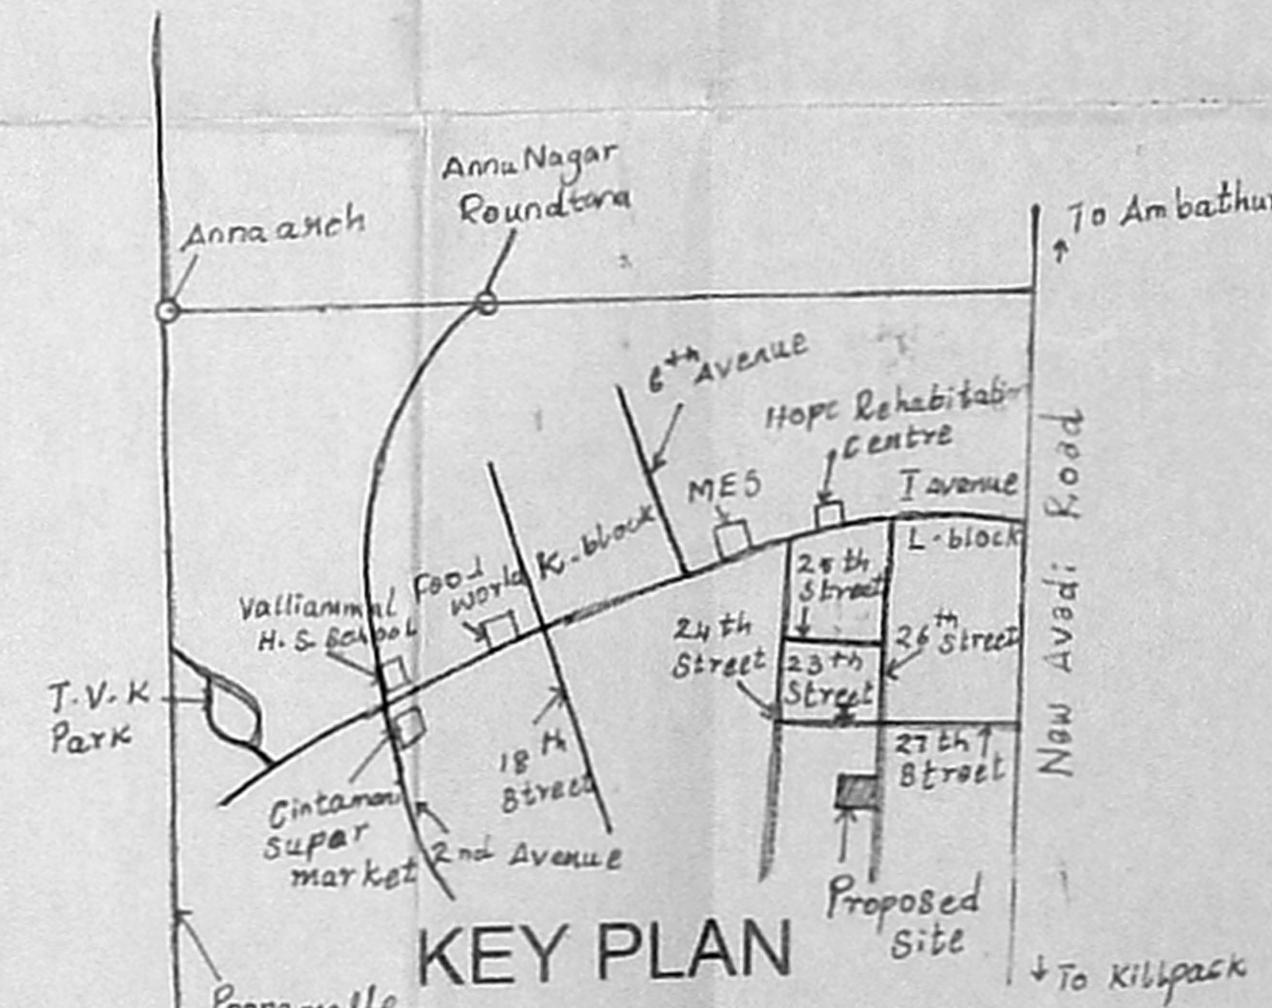 Anna Nagar
Roundtana
Anna arch
To Ambathur
6th Avenue
Hope Rehabitation
Centre
MES
I avenue
L-block
K-block
Food
World
Valliammal
H. S. School
New Avadi Road
25th
Street
24th
Street
26th Street
23th
Street
T.V.K
Park
27th
Street
18th
Street
Cintamani
Super
market
2nd Avenue
Proposed
Site
KEY PLAN
To Killpack